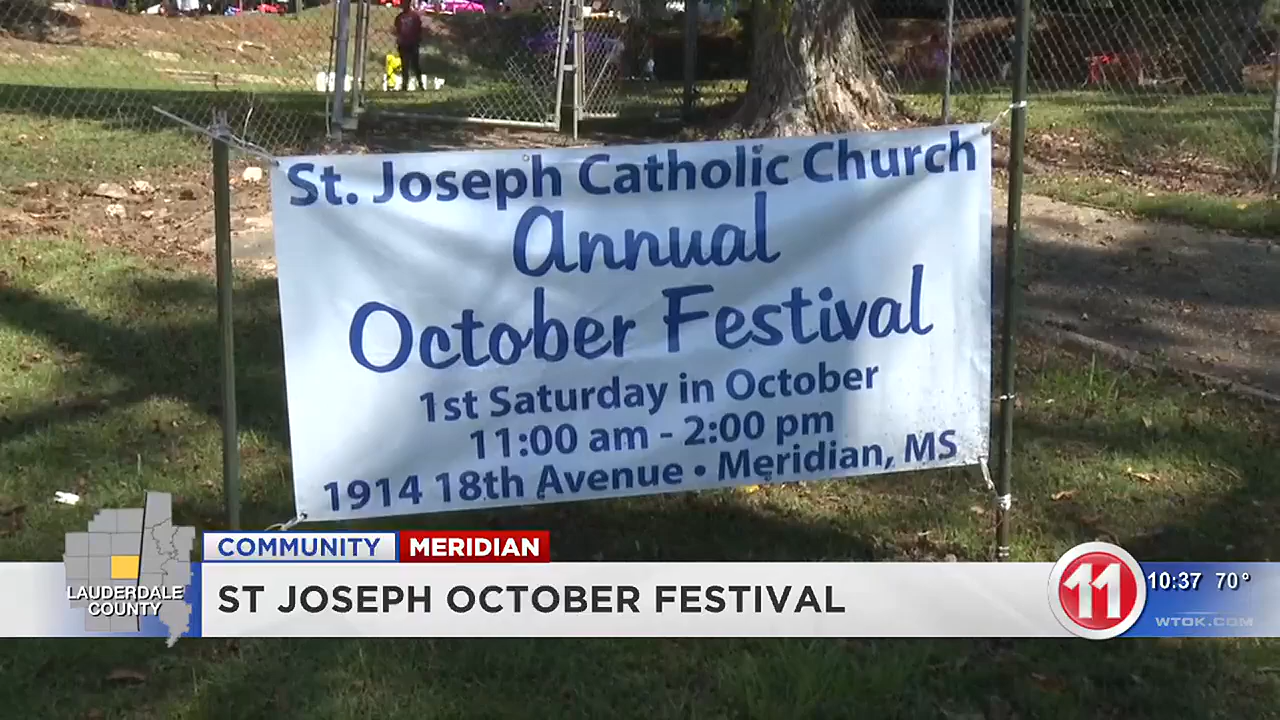 St. Joseph Catholic Church
Annual
October Festival
1st Saturday in October
11:00 am - 2:00 pm
1914 18th Avenue • Meridian, MS
COMMUNITY MERIDIAN
LAUDERDALE
COUNTY
ST JOSEPH OCTOBER FESTIVAL
11
10:37 70°
WTOK.COM